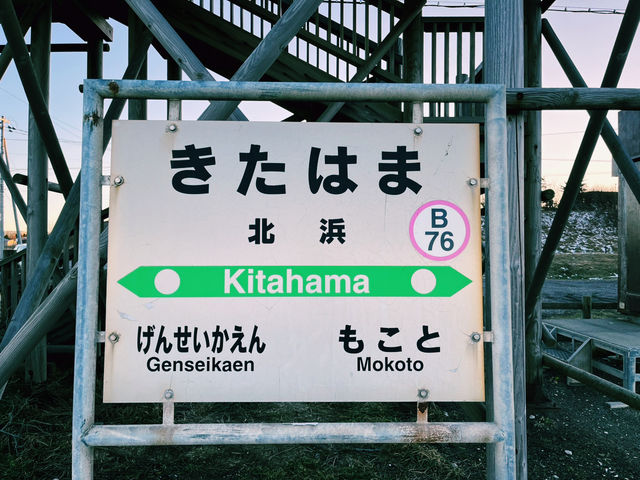 きたはま
北 浜
B
76
Kitahama
げんせいかえん もこと
Genseikaen Mokoto